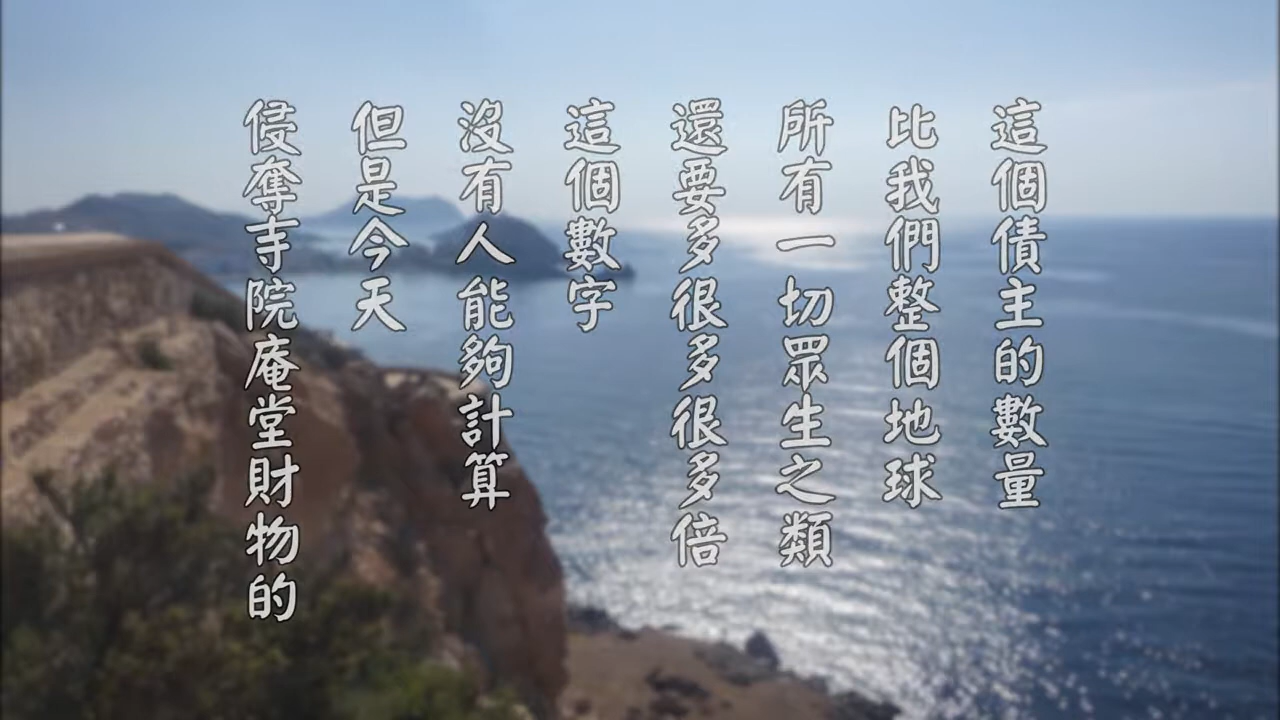 這個債主的數量
比我們整個地球
所有一切眾生之類
還要多很多很多倍
這個數字
沒有人能夠計算
但是今天
侵奪寺院庵堂財物的